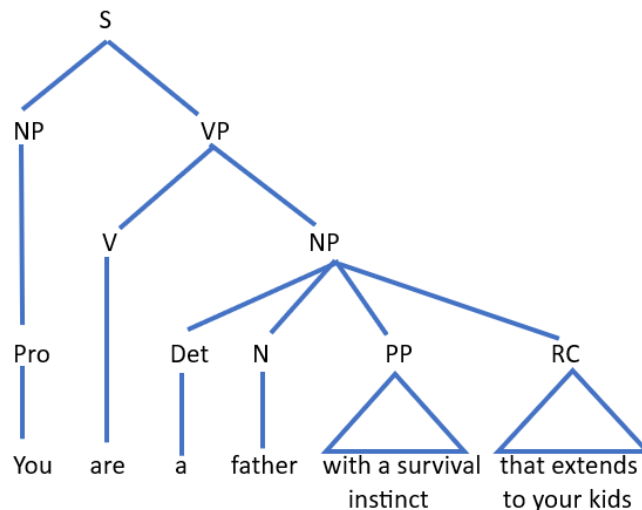 S
NP VP
V NP
Pro Det N PP RC
You are a father with a survival that extends
instinct to your kids